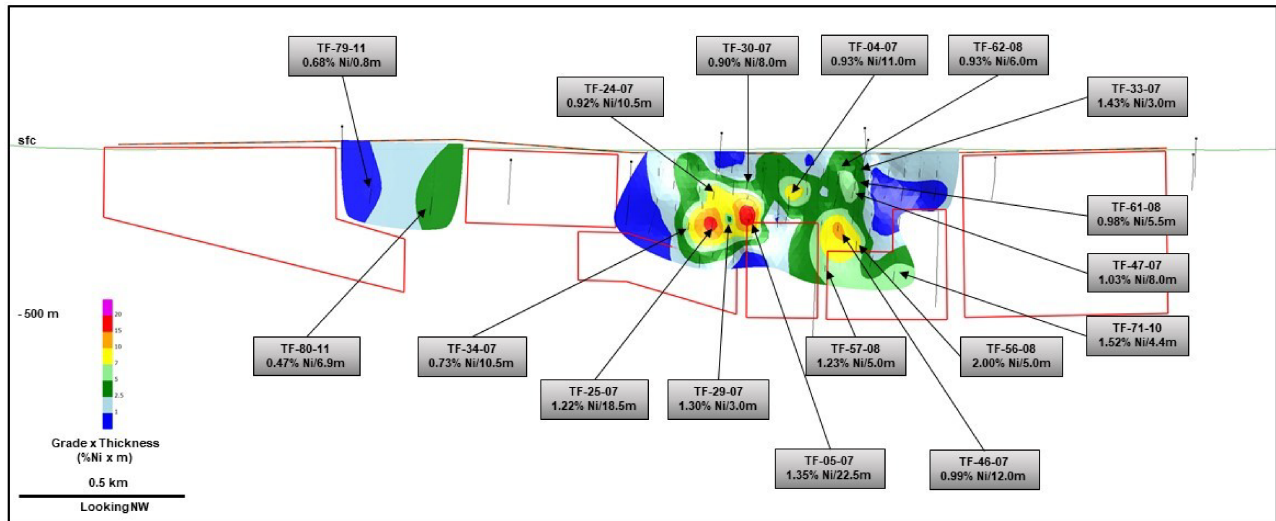 TF-79-11
0.68% Ni/0.8m
TF-24-07
0.92% Ni/10.5m
TF-30-07
0.90% Ni/8.0m
TF-04-07
0.93% Ni/11.0m
TF-62-08
0.93% Ni/6.0m
TF-33-07
1.43% Ni/3.0m
sfc
TF-61-08
0.98% Ni/5.5m
TF-47-07
1.03% Ni/8.0m
- 500 m
TF-80-11
0.47% Ni/6.9m
TF-34-07
0.73% Ni/10.5m
TF-25-07
1.22% Ni/18.5m
TF-29-07
1.30% Ni/3.0m
TF-05-07
1.35% Ni/22.5m
TF-57-08
1.23% Ni/5.0m
TF-56-08
2.00% Ni/5.0m
TF-71-10
1.52% Ni/4.4m
TF-46-07
0.99% Ni/12.0m
20
15
10
7
5
2.5
1
Grade x Thickness
(%Ni x m)
0.5 km
Looking NW